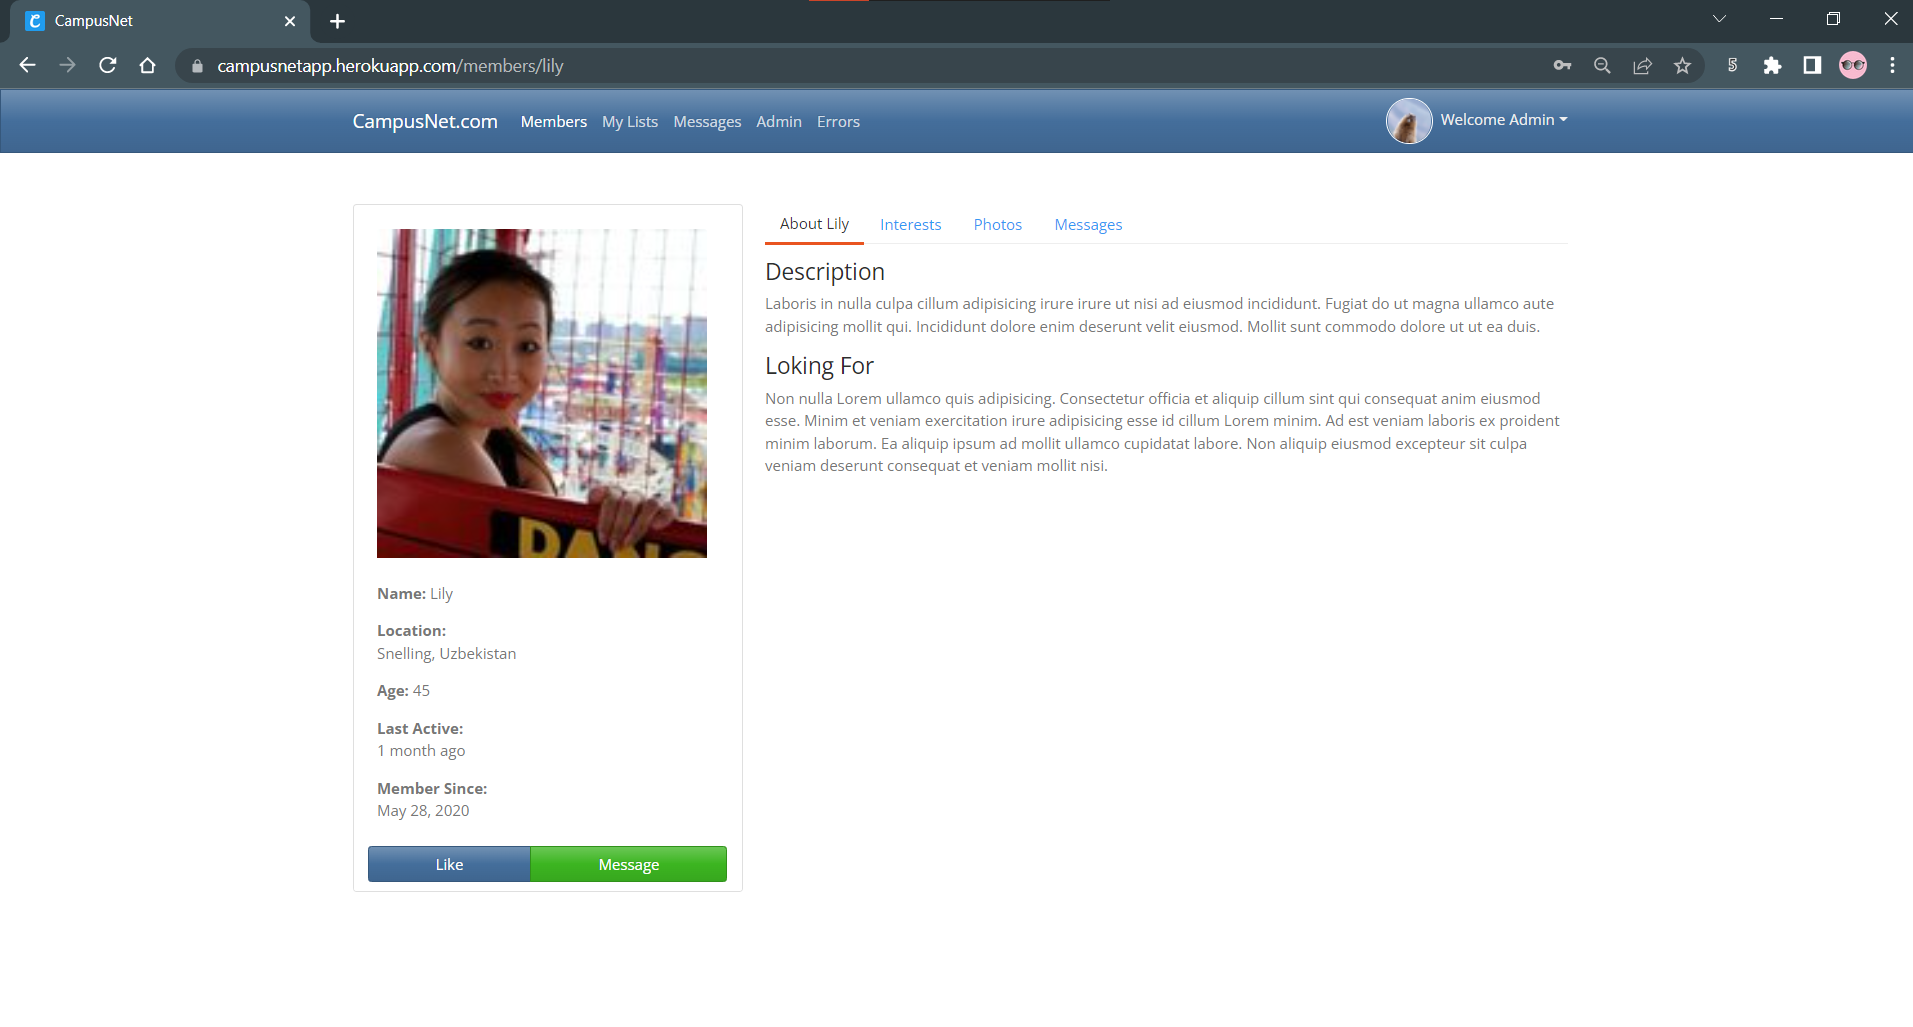 CampusNet
campusnetapp.herokuapp.com/members/lily
5
CampusNet.com Members My Lists Messages Admin Errors Welcome Admin
About Lily Interests Photos Messages
Description
Laboris in nulla culpa cillum adipisicing irure irure ut nisi ad eiusmod incididunt. Fugiat do ut magna ullamco aute
adipisicing mollit qui. Incididunt dolore enim deserunt velit eiusmod. Mollit sunt commodo dolore ut ut ea duis.
Loking For
Non nulla Lorem ullamco quis adipisicing. Consectetur officia et aliquip cillum sint qui consequat anim eiusmod
esse. Minim et veniam exercitation irure adipisicing esse id cillum Lorem minim. Ad est veniam laboris ex proident
minim laborum. Ea aliquip ipsum ad mollit ullamco cupidatat labore. Non aliquip eiusmod excepteur sit culpa
veniam deserunt consequat et veniam mollit nisi.
DANG
Name: Lily
Location:
Snelling, Uzbekistan
Age: 45
Last Active:
1 month ago
Member Since:
May 28, 2020
Like Message